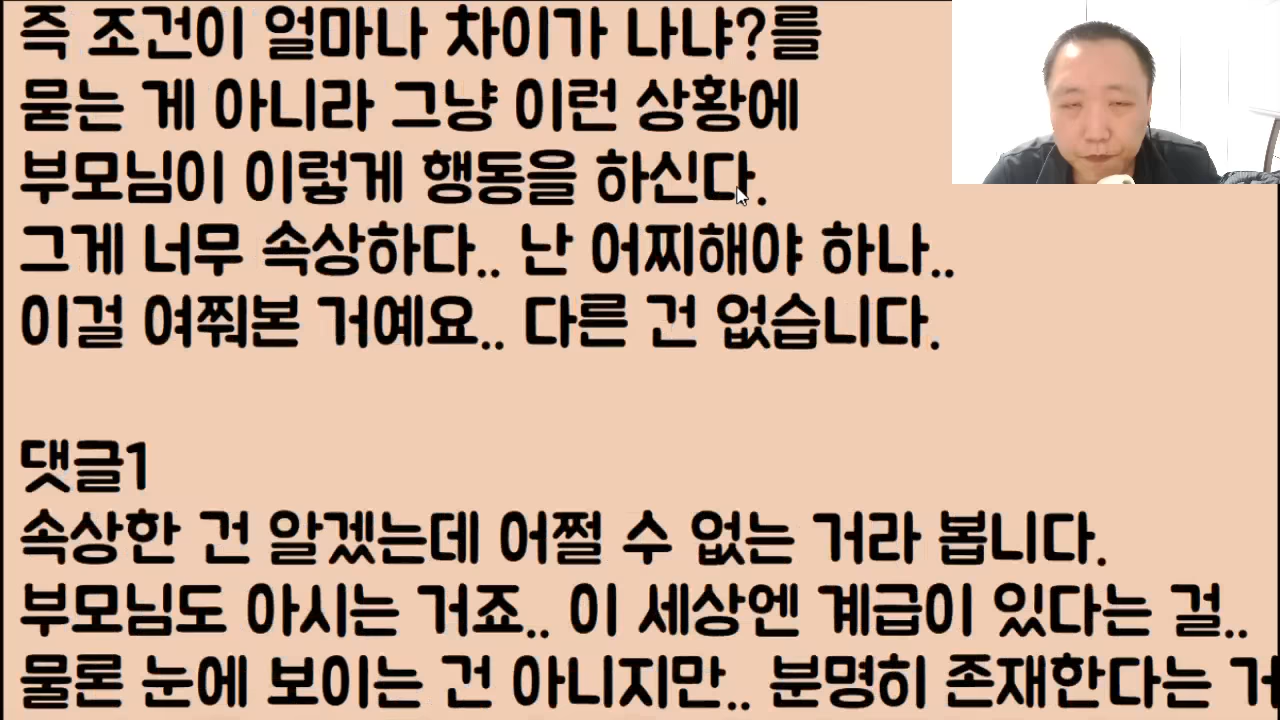 즉 조건이 얼마나 차이가 나냐?를
묻는 게 아니라 그냥 이런 상황에
부모님이 이렇게 행동을 하신다.
그게 너무 속상하다.. 난 어찌해야 하나..
이걸 여쭤본 거예요.. 다른 건 없습니다.
댓글1
속상한 건 알겠는데 어쩔 수 없는 거라 봅니다.
부모님도 아시는 거죠.. 이 세상엔 계급이 있다는 걸..
물론 눈에 보이는 건 아니지만.. 분명히 존재한다는